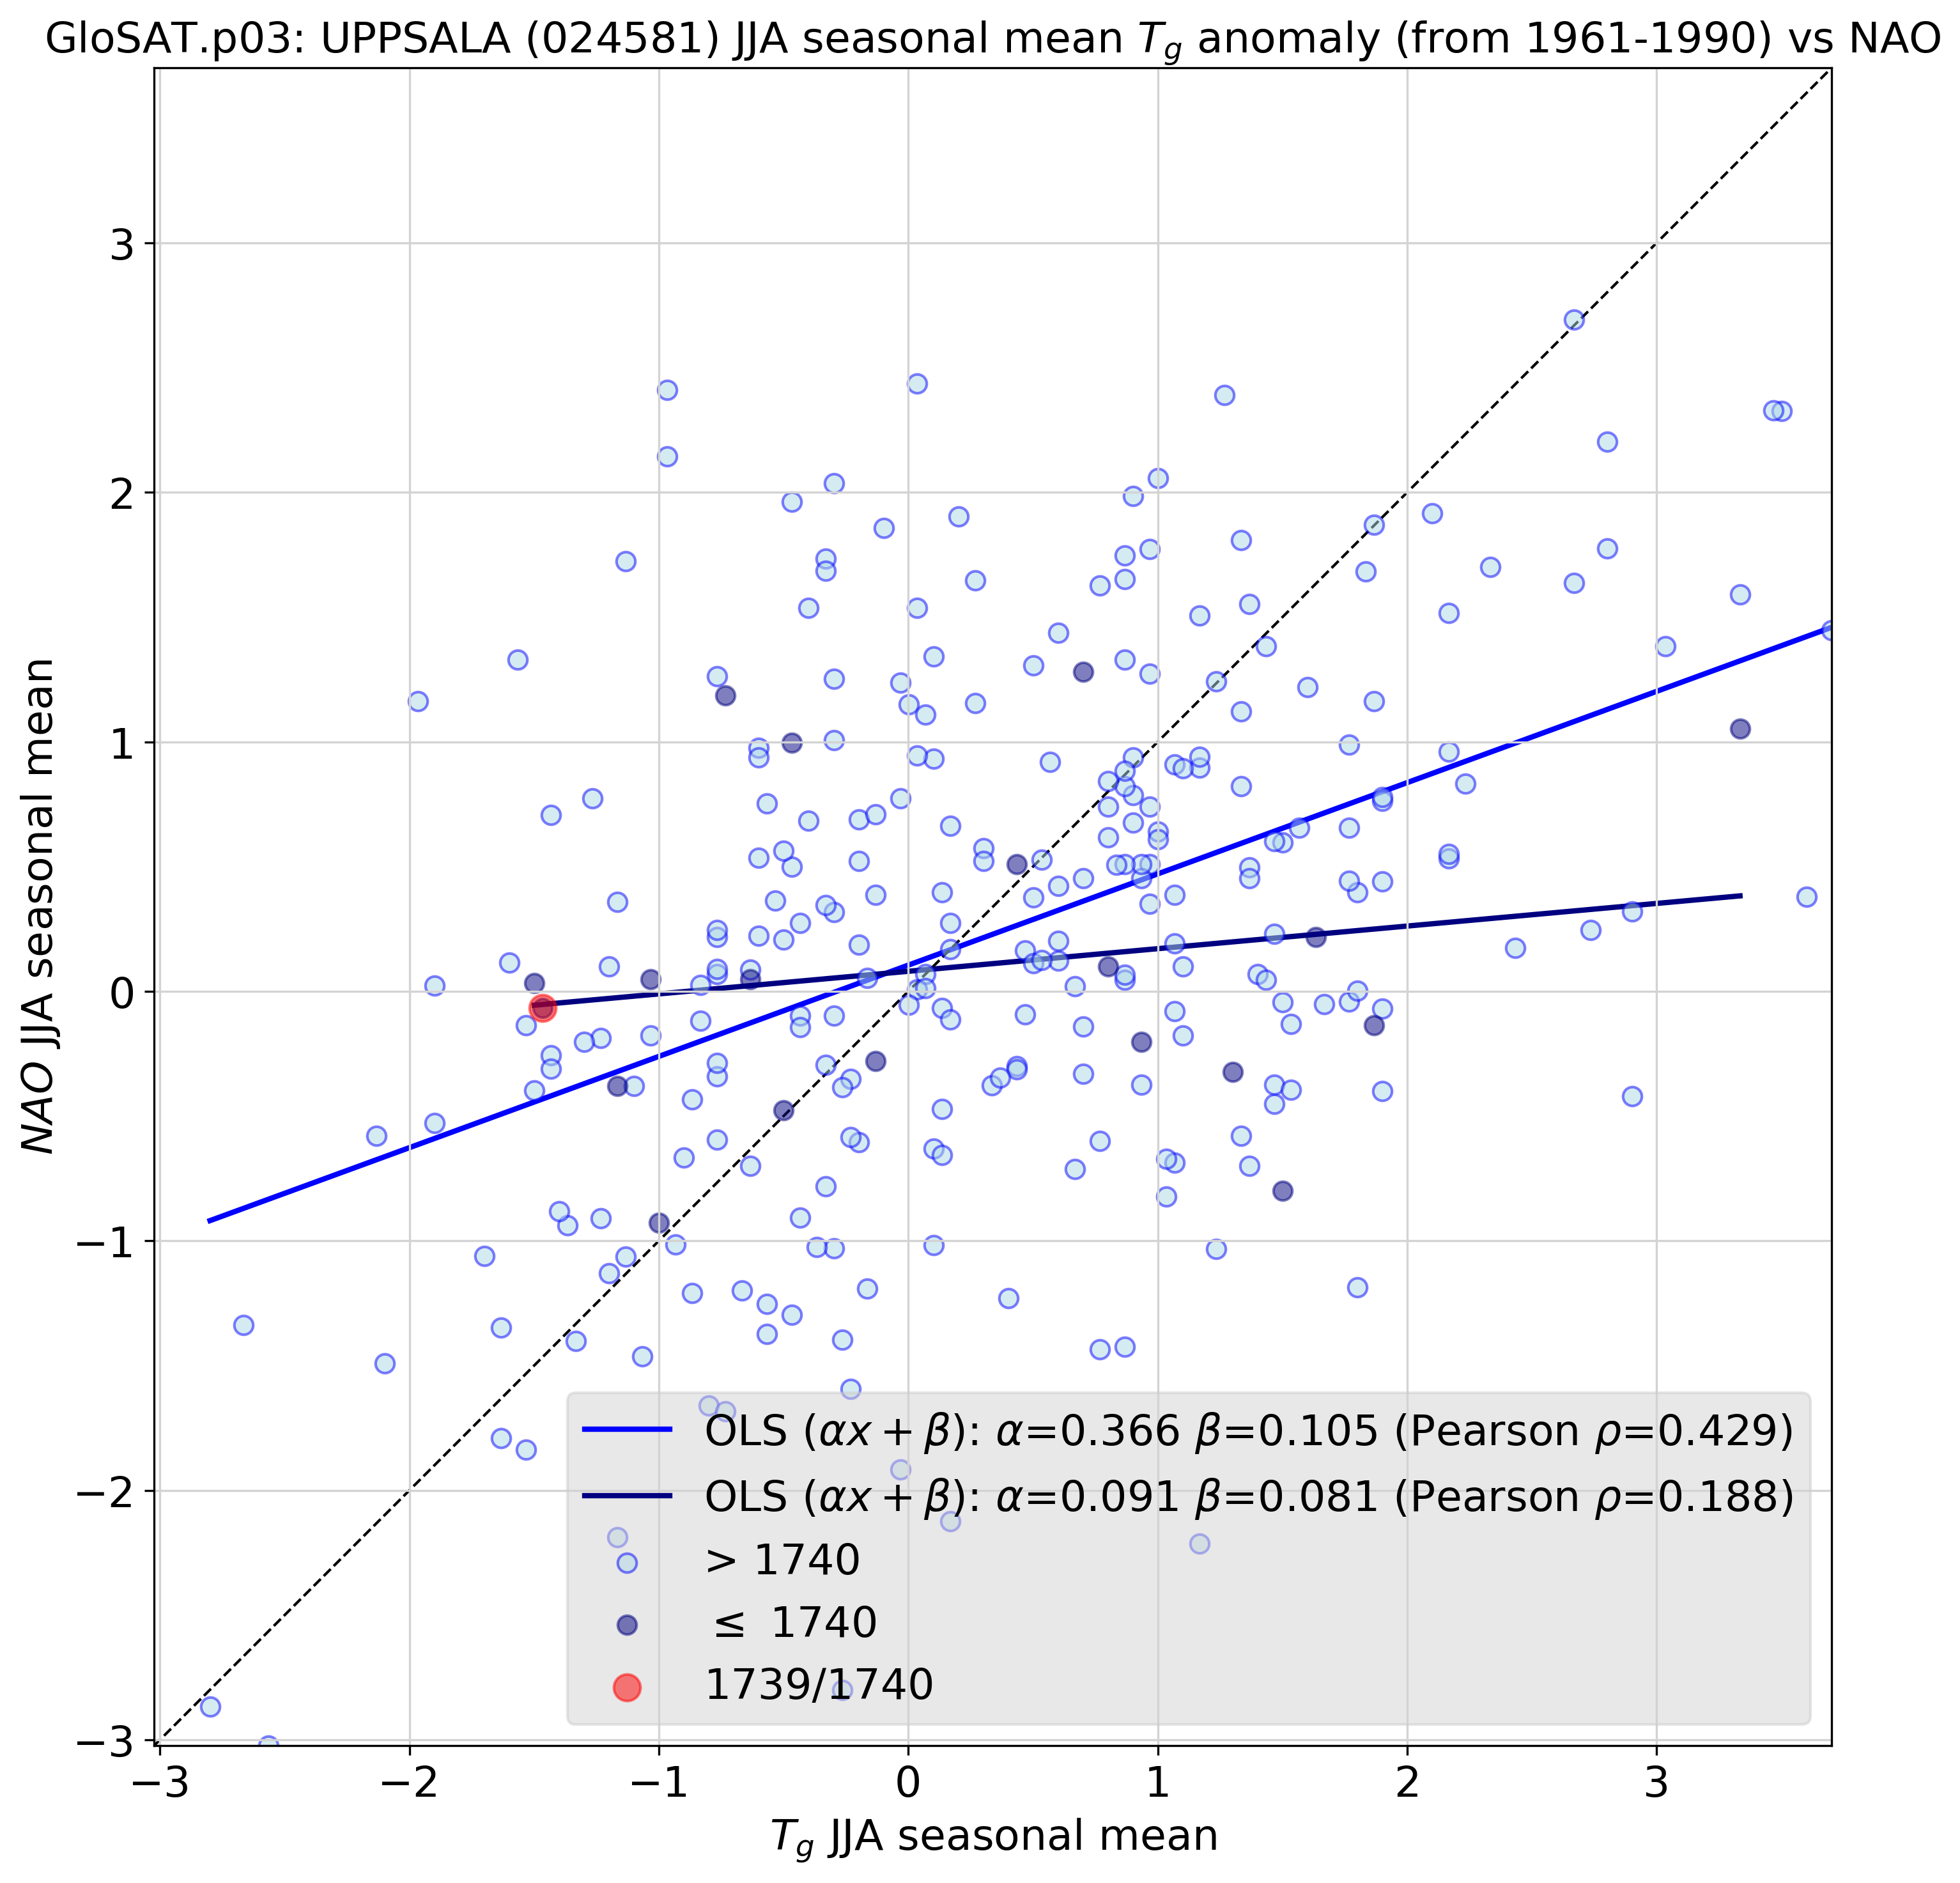 GloSAT.p03: UPPSALA (024581) JJA seasonal mean Tg anomaly (from 1961-1990) vs NAO
NAO JJA seasonal mean
3
2
1
0
−1
−2
−3
−3 −2 −1 0 1 2 3
OLS (αx + β): α=0.366 β=0.105 (Pearson ρ=0.429)
OLS (αx + β): α=0.091 β=0.081 (Pearson ρ=0.188)
> 1740
≤ 1740
1739/1740
Tg JJA seasonal mean